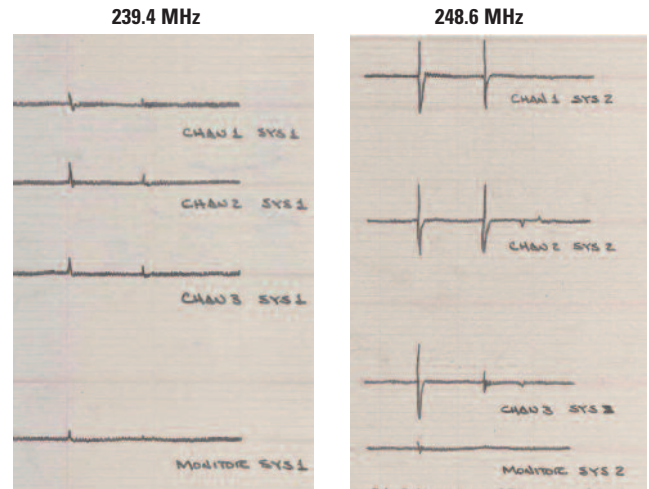 239.4 MHz
CHAN 1 SYS 1
CHAN 2 SYS 1
CHAN 3 SYS 1
MONITOR SYS 1
248.6 MHz
CHAN 1 SYS 2
CHAN 2 SYS 2
CHAN 3 SYS
MONITOR SYS 2